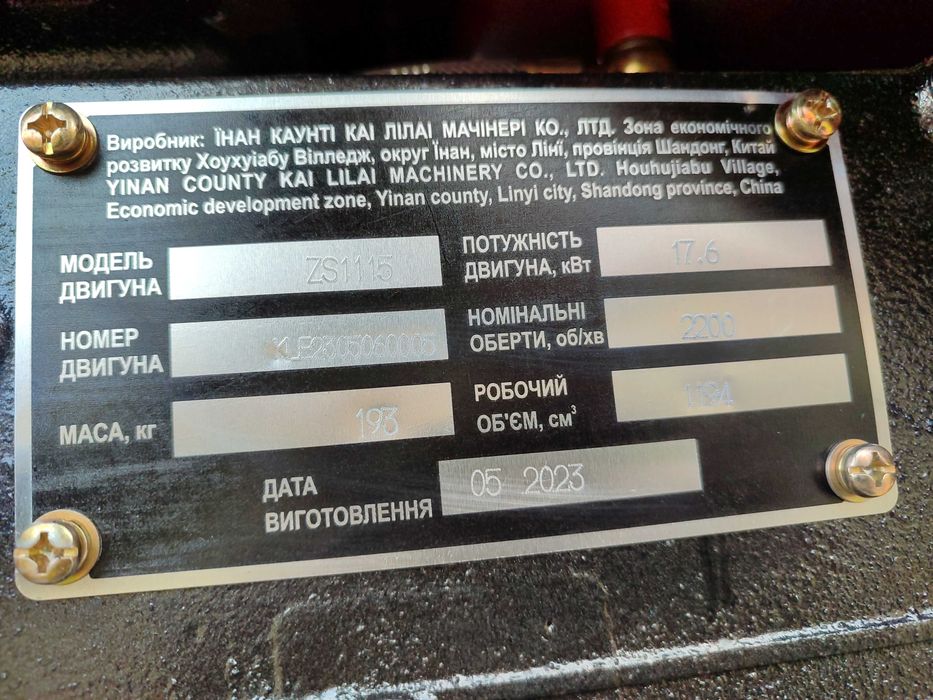 Виробник: ЇНАН КАУНТІ КАІ ЛІЛАІ МАЧІНЕРІ КО., ЛТД. Зона економічного
розвитку Хоухуіабу Вілледж, округ Їнан, місто Лінї, провінція Шандонг, Китай
YINAN COUNTY KAI LILAI MACHINERY CO., LTD. Houhujiabu Village,
Economic development zone, Yinan county, Linyi city, Shandong province, China
МОДЕЛЬ
ДВИГУНА
ZS1115
ПОТУЖНІСТЬ
ДВИГУНА, кВт
17.6
НОМЕР
ДВИГУНА
НОМІНАЛЬНІ
ОБЕРТИ, об/хв
2200
МАСА, кг
193
РОБОЧИЙ
ОБ'ЄМ, см³
1194
ДАТА
ВИГОТОВЛЕННЯ
05 2023